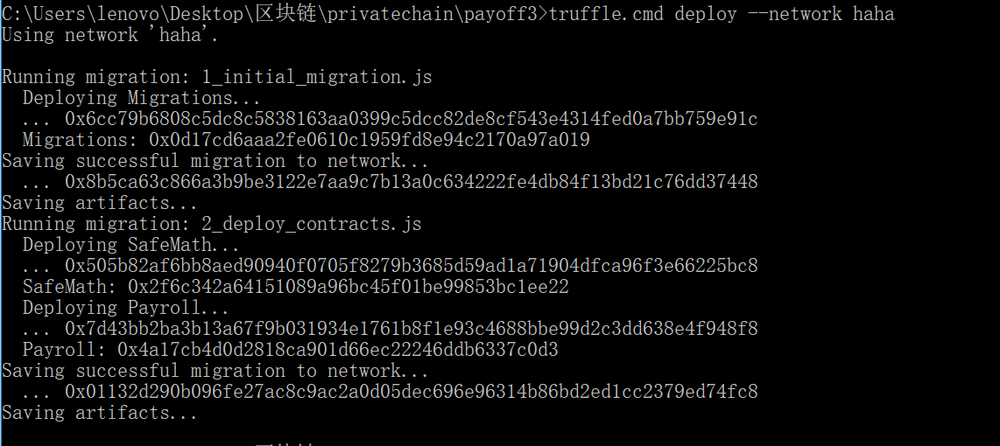 C:\Users\lenovo\Desktop\区块链\privatechain\payoff3>truffle.cmd deploy --network haha
Using network 'haha'.
Running migration: 1_initial_migration.js
Deploying Migrations...
... 0x6cc79b6808c5dc8c5838163aa0399c5dcc82de8cf543e4314fed0a7bb759e91c
Migrations: 0x0d17cd6aaa2fe0610c1959fd8e94c2170a97a019
Saving successful migration to network...
... 0x8b5ca63c866a3b9be3122e7aa9c7b13a0c634222fe4db84f13bd21c76dd37448
Saving artifacts...
Running migration: 2_deploy_contracts.js
Deploying SafeMath...
... 0x505b82af6bb8aed90940f0705f8279b3685d59ad1a71904dfca96f3e66225bc8
SafeMath: 0x2f6c342a64151089a96bc45f01be99853bc1ee22
Deploying Payroll...
... 0x7d43bb2ba3b13a67f9b031934e1761b8f1e93c4688bbe99d2c3dd638e4f948f8
Payroll: 0x4a17cb4d0d2818ca901d66ec22246ddb6337c0d3
Saving successful migration to network...
... 0x01132d290b096fe27ac8c9ac2a0d05dec696e96314b86bd2ed1cc2379ed74fc8
Saving artifacts...